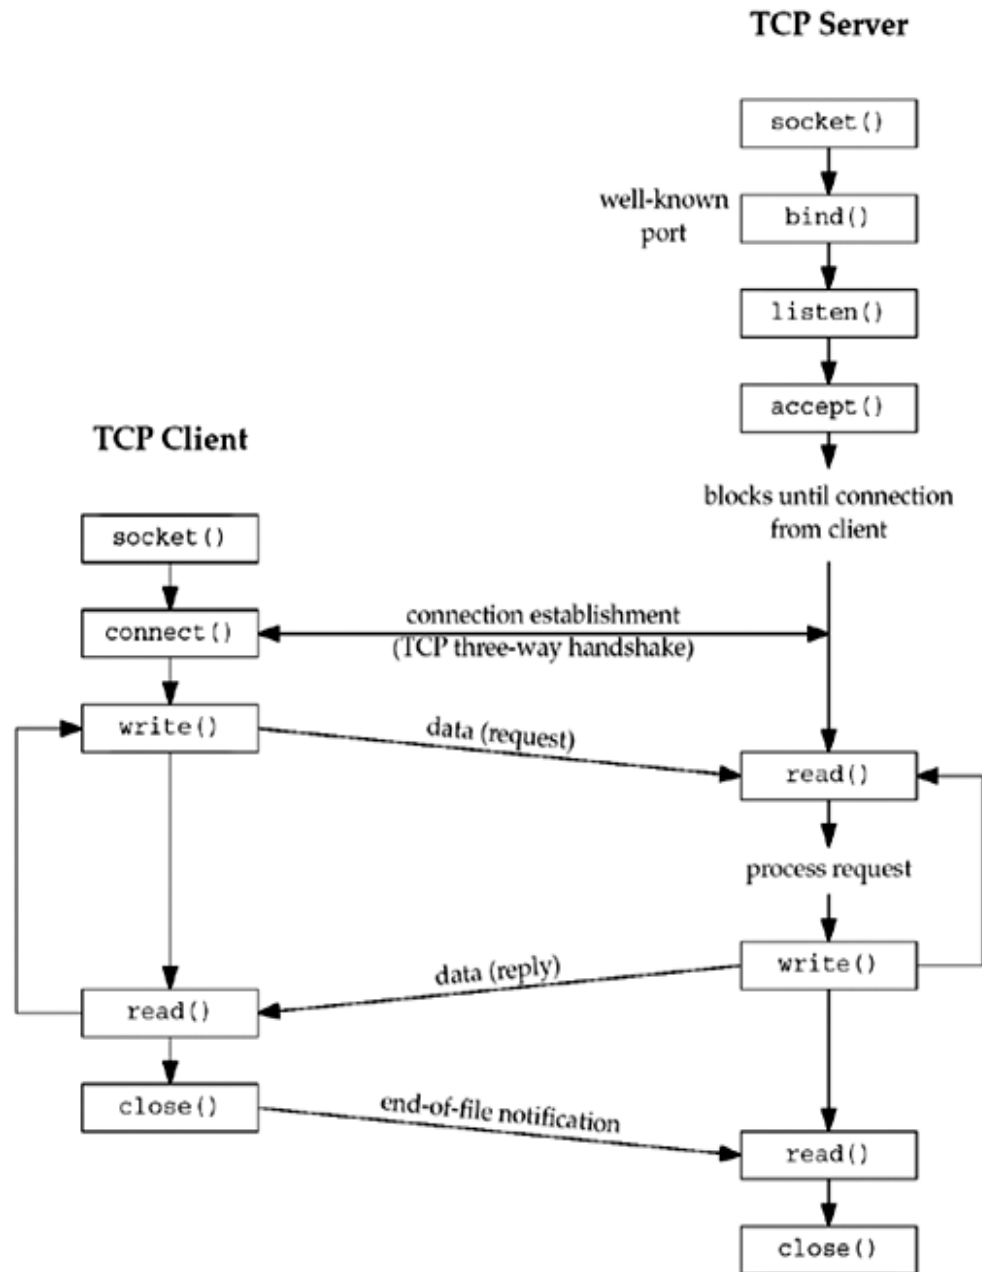 TCP Server
socket()
well-known
port
bind()
listen()
accept()
TCP Client
blocks until connection
from client
socket()
connection establishment
(TCP three-way handshake)
connect()
write()
data (request)
read()
process request
write()
data (reply)
read()
close()
end-of-file notification
read()
close()